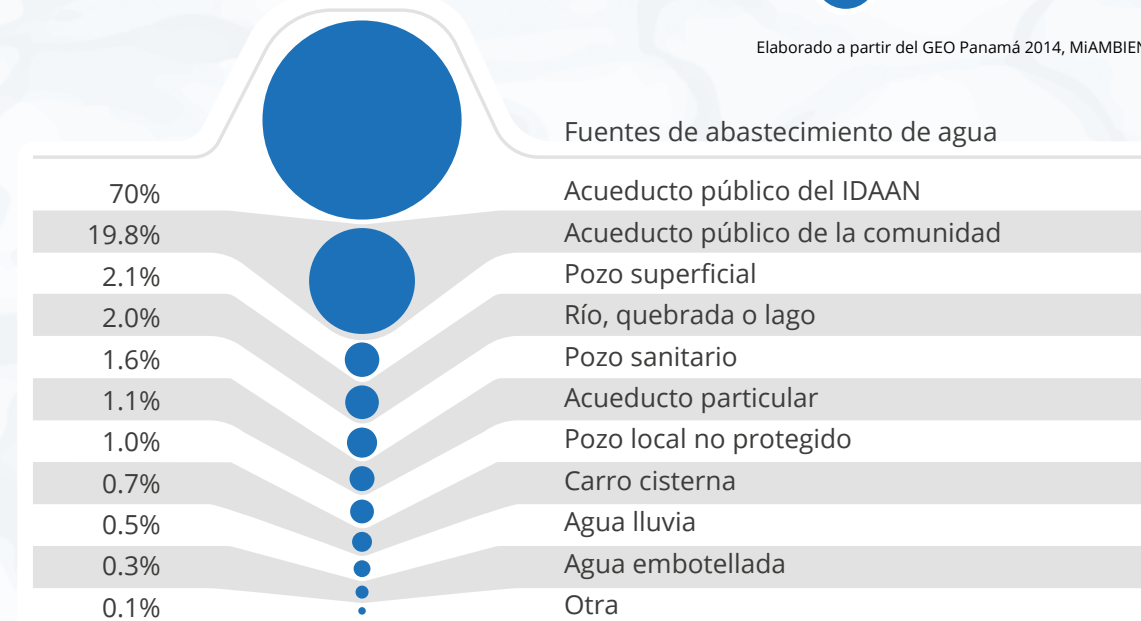 Elaborado a partir del GEO Panamá 2014,
Fuentes de abastecimiento de agua
70% Acueducto público del IDAAN
19.8% Acueducto público de la comunidad
2.1% Pozo superficial
2.0% Río, quebrada o lago
1.6% Pozo sanitario
1.1% Acueducto particular
1.0% Pozo local no protegido
0.7% Carro cisterna
0.5% Agua lluvia
0.3% Agua embotellada
0.1% Otra